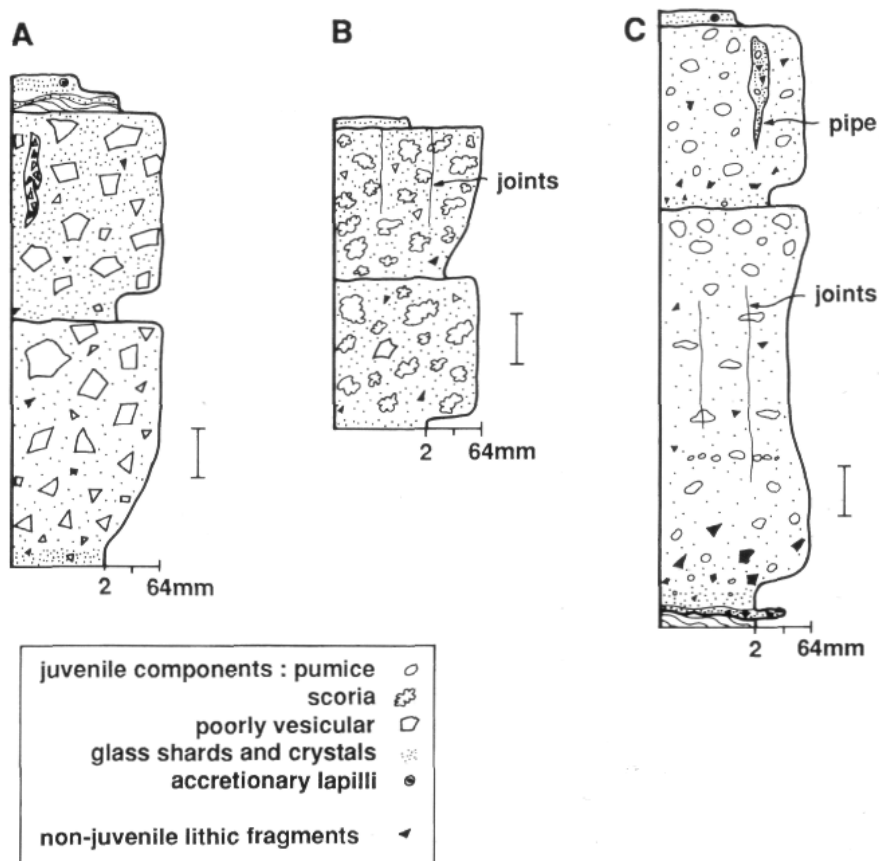 A
B
C
pipe
joints
joints
2 64mm
2 64mm
2 64mm
juvenile components : pumice
scoria
poorly vesicular
glass shards and crystals
accretionary lapilli
non-juvenile lithic fragments